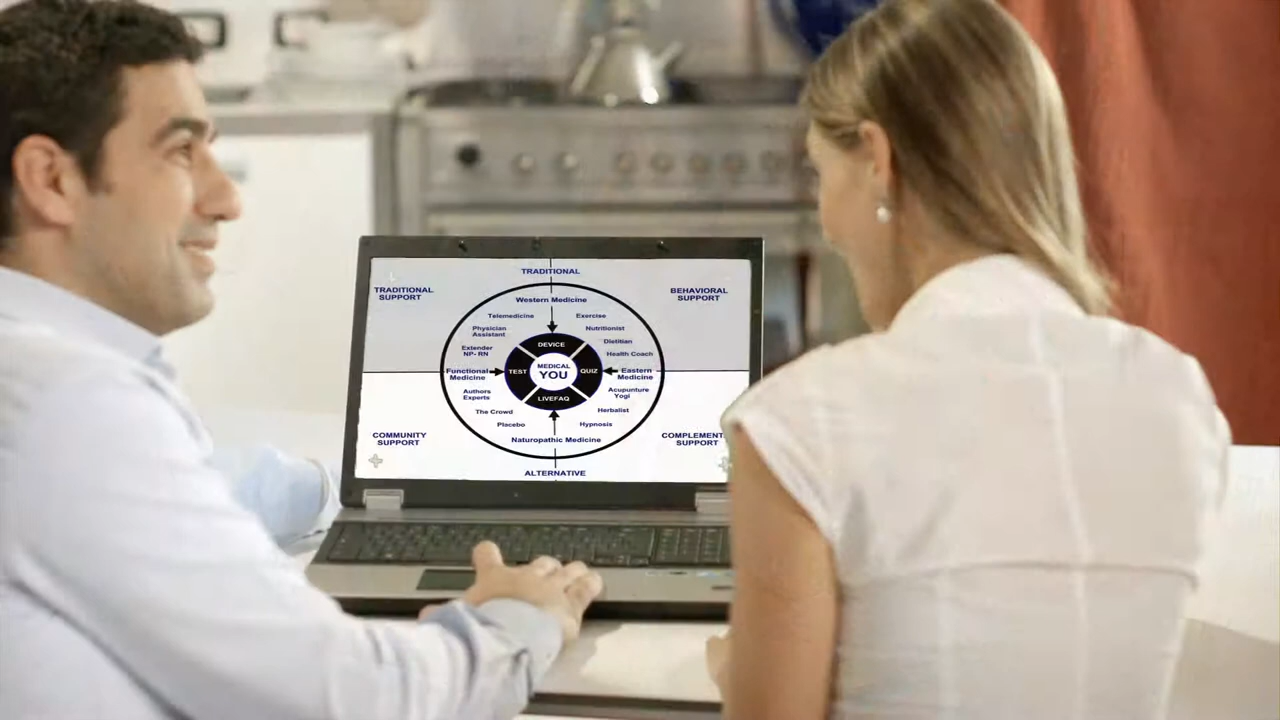 TRADITIONAL
TRADITIONAL
SUPPORT
BEHAVIORAL
SUPPORT
Western Medicine
Telemedicine
Exercise
Physician
Assistant
Nutritionist
Dietitian
Extender
NP- RN
Health Coach
Functional
Medicine
Eastern
Medicine
DEVICE
TEST
MEDICAL
YOU
QUIZ
LIVEFAQ
Authors
Experts
Acupunture
Yogi
The Crowd
Herbalist
Placebo
Hypnosis
Naturopathic Medicine
COMMUNITY
SUPPORT
COMPLEMENT
SUPPORT
ALTERNATIVE